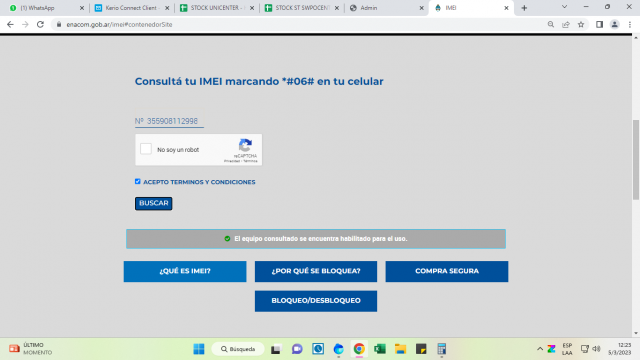 WhatsApp
Kerio Connect Client -
STOCK UNICENTER -
STOCK ST SWPOCENT
Admin
IMEI
enacom.gob.ar/imei#contenedorSite
Consultá tu IMEI marcando *#06# en tu celular
Nº 355908112998
No soy un robot
reCAPTCHA
Privacidad - Términos
ACEPTO TERMINOS Y CONDICIONES
BUSCAR
El equipo consultado se encuentra habilitado para el uso.
¿QUÉ ES IMEI?
¿POR QUÉ SE BLOQUEA?
COMPRA SEGURA
BLOQUEO/DESBLOQUEO
ÚLTIMO
MOMENTO
Búsqueda
ESP
LAA
12:23
5/3/2023